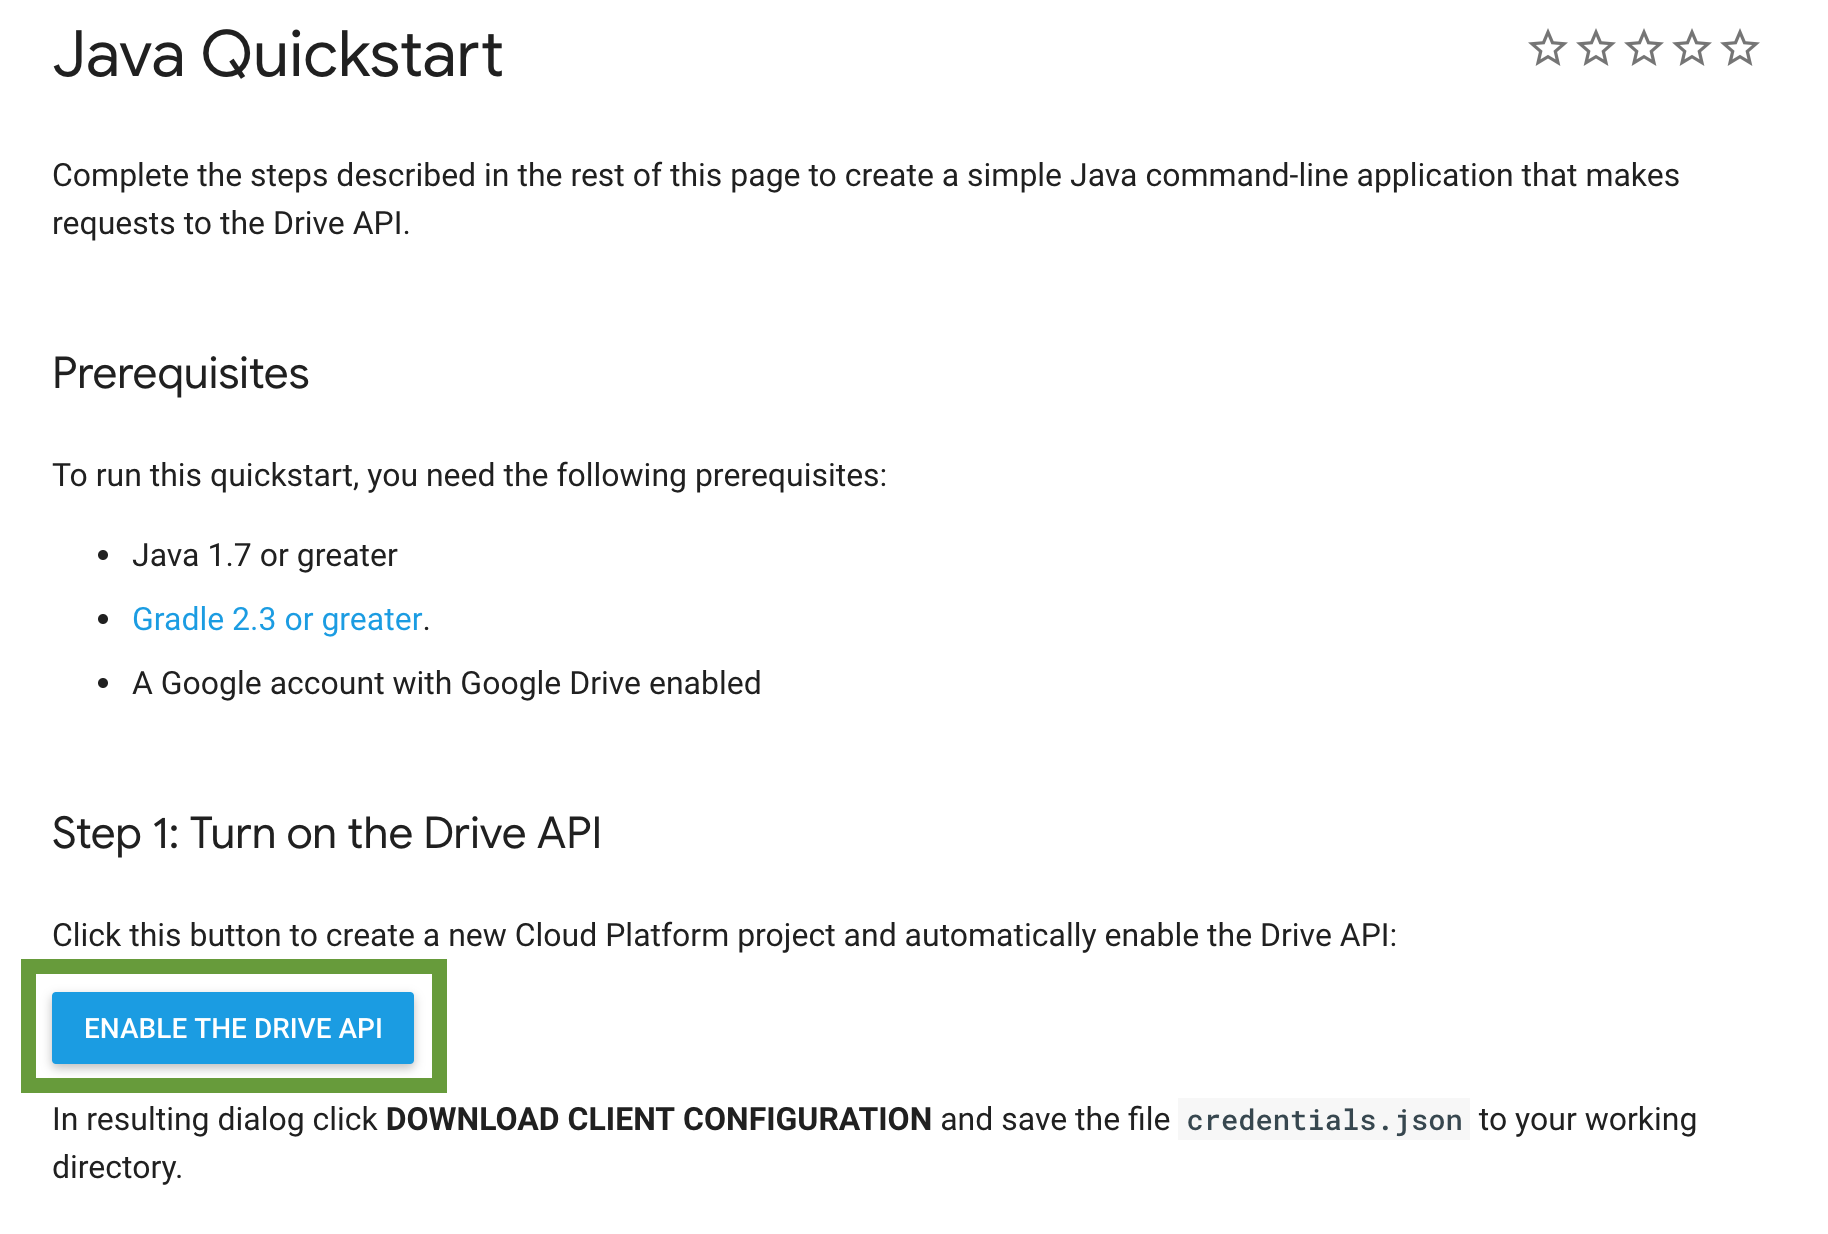 Java Quickstart
Complete the steps described in the rest of this page to create a simple Java command-line application that makes
requests to the Drive API.
Prerequisites
To run this quickstart, you need the following prerequisites:
• Java 1.7 or greater
• Gradle 2.3 or greater.
• A Google account with Google Drive enabled
Step 1: Turn on the Drive API
Click this button to create a new Cloud Platform project and automatically enable the Drive API:
ENABLE THE DRIVE API
In resulting dialog click DOWNLOAD CLIENT CONFIGURATION and save the file credentials.json to your working
directory.